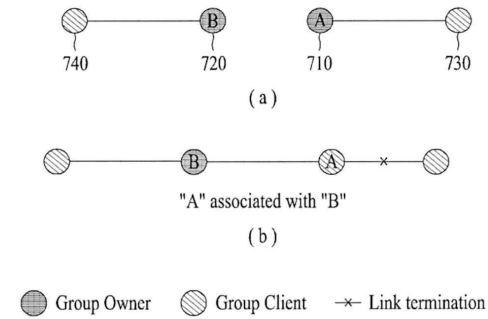 B A
740 720 710 730
( a )
B A
"A" associated with "B"
( b )
Group Owner Group Client Link termination